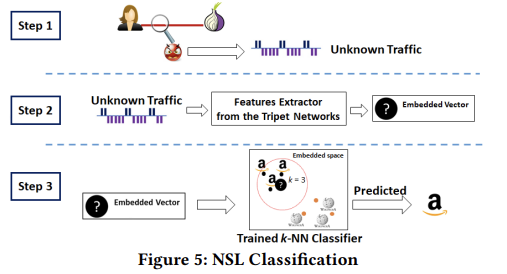 Step 1
Unknown Traffic
Step 2
Unknown Traffic
Features Extractor
from the Tripet Networks
? Embedded Vector
Step 3
? Embedded Vector
Embedded space
a
a
a
?
k = 3
Trained k-NN Classifier
Predicted
a
Figure 5: NSL Classification